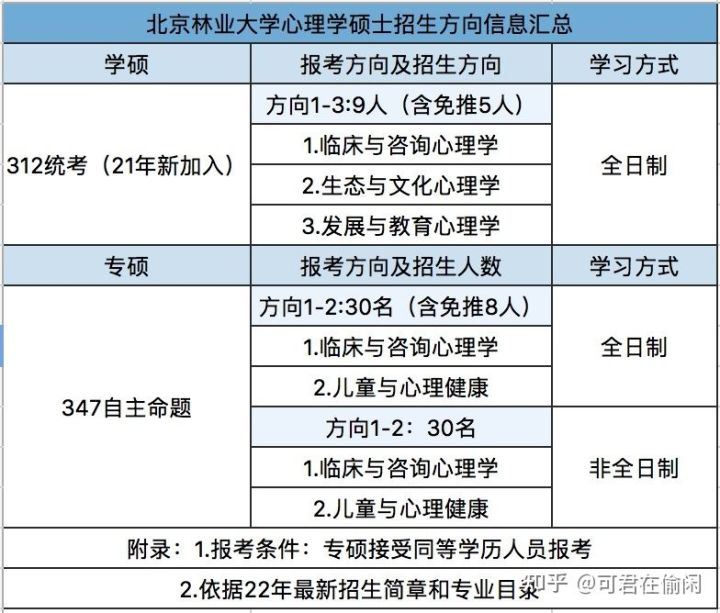 北京林业大学心理学硕士招生方向信息汇总
学硕 报考方向及招生方向 学习方式
312统考（21年新加入）
方向1-3:9人（含免推5人）
1.临床与咨询心理学
2.生态与文化心理学
3.发展与教育心理学
全日制
专硕 报考方向及招生人数 学习方式
347自主命题
方向1-2:30名（含免推8人）
1.临床与咨询心理学
2.儿童与心理健康
全日制
方向1-2：30名
1.临床与咨询心理学
2.儿童与心理健康
非全日制
附录：1.报考条件：专硕接受同等学历人员报考
2.依据22年最新招生简章和专业目录
知乎 @可君在偷闲